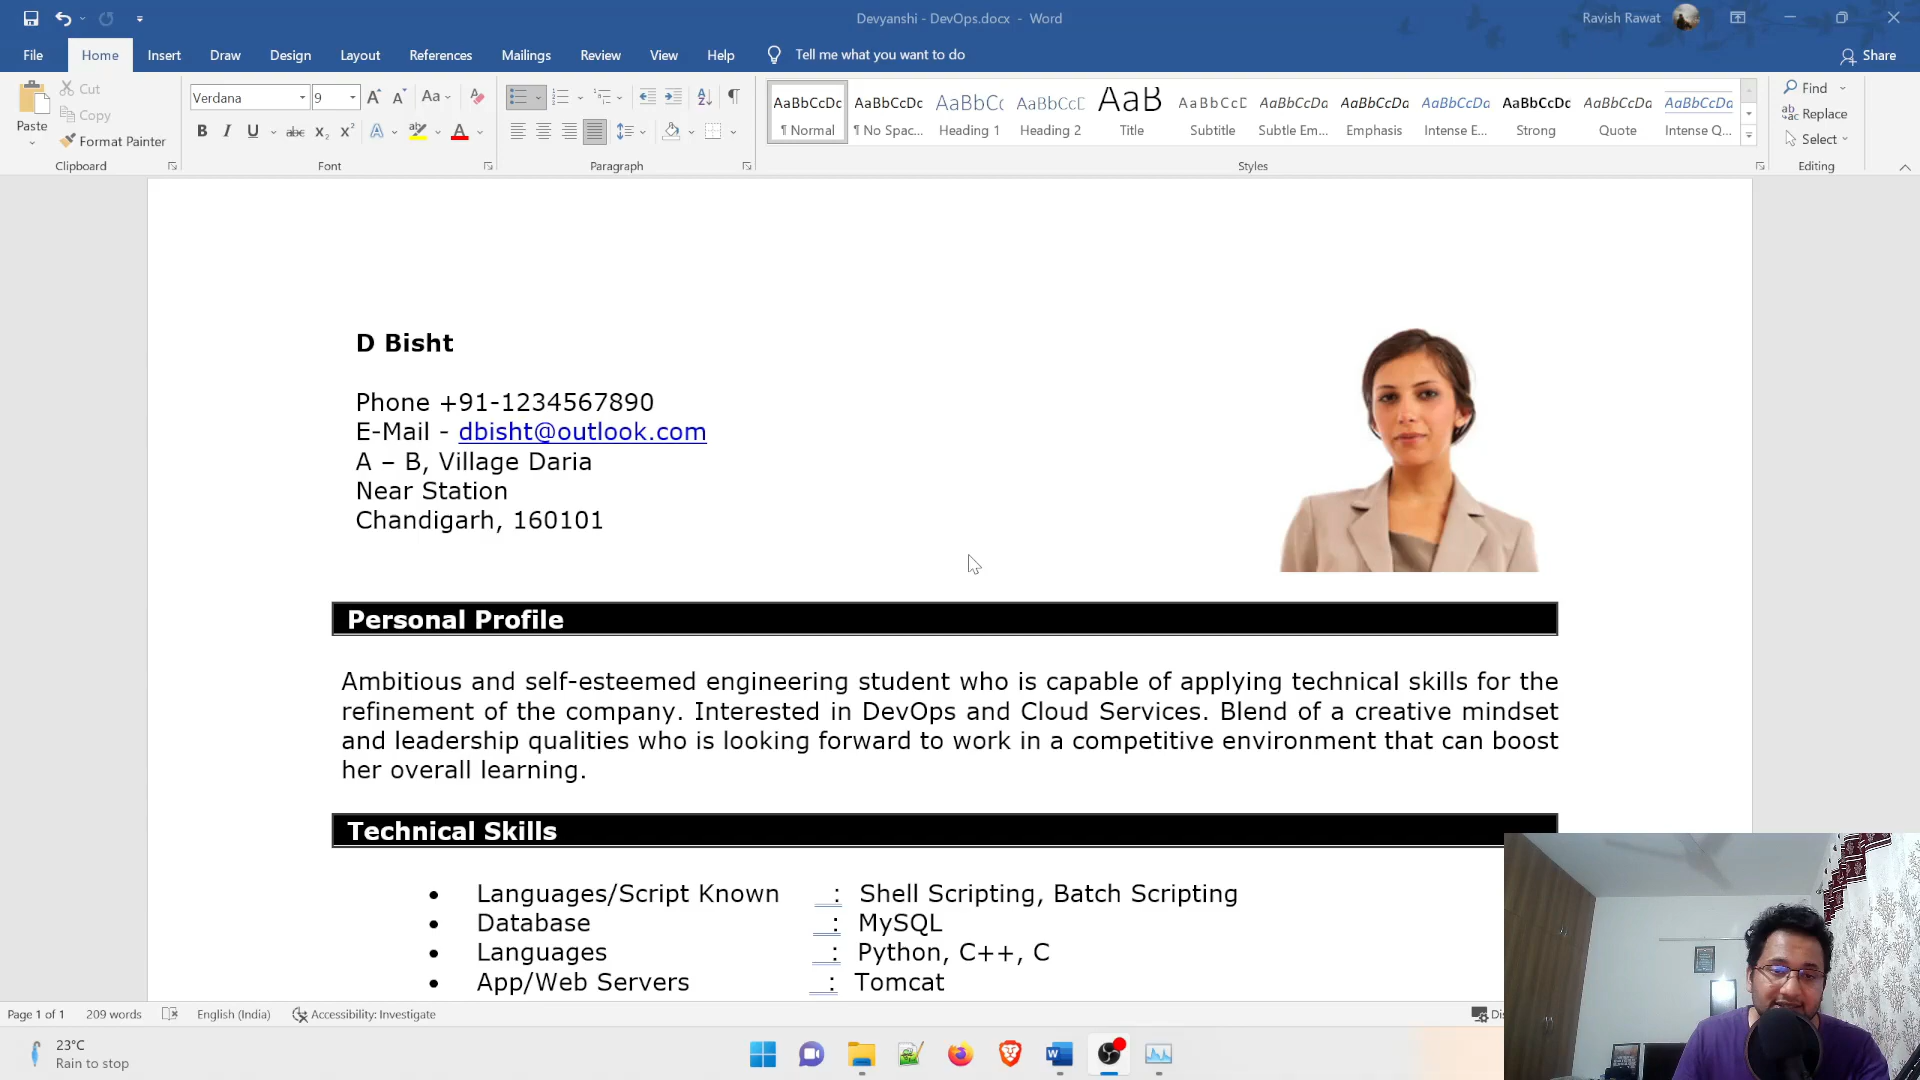 Devyanshi - DevOps.docx - Word
Ravish Rawat
File Home Insert Draw Design Layout References Mailings Review View Help Tell me what you want to do Share
Paste
Cut
Copy
Format Painter
Clipboard
Verdana 9
Font
Paragraph
AaBbCcDc AaBbCcDc AaBbCc AaBbCcD AaB AaBbCcD AaBbCcDa AaBbCcDa AaBbCcDa AaBbCcDc AaBbCcDa AaBbCcDa
¶ Normal ¶ No Spac... Heading 1 Heading 2 Title Subtitle Subtle Em... Emphasis Intense E... Strong Quote Intense Q...
Styles
Find
Replace
Select
Editing
D Bisht
Phone +91-1234567890
E-Mail - dbisht@outlook.com
A – B, Village Daria
Near Station
Chandigarh, 160101
Personal Profile
Ambitious and self-esteemed engineering student who is capable of applying technical skills for the
refinement of the company. Interested in DevOps and Cloud Services. Blend of a creative mindset
and leadership qualities who is looking forward to work in a competitive environment that can boost
her overall learning.
Technical Skills
• Languages/Script Known : Shell Scripting, Batch Scripting
• Database : MySQL
• Languages : Python, C++, C
• App/Web Servers : Tomcat
Page 1 of 1 209 words English (India) Accessibility: Investigate
23°C
Rain to stop